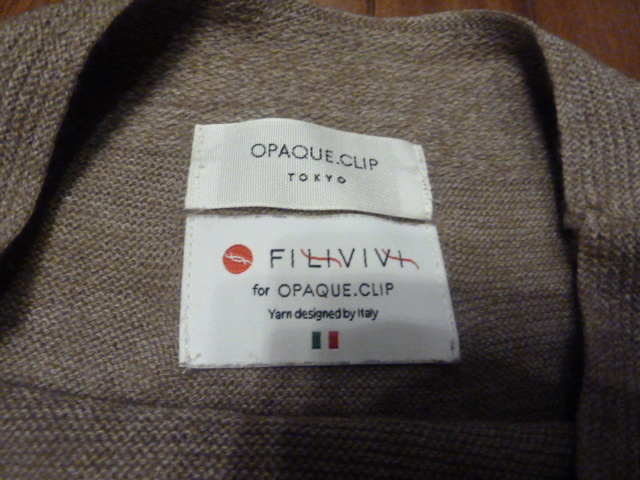 OPAQUE.CLIP
TOKYO
FILIVIVI
for OPAQUE.CLIP
Yarn designed by Italy